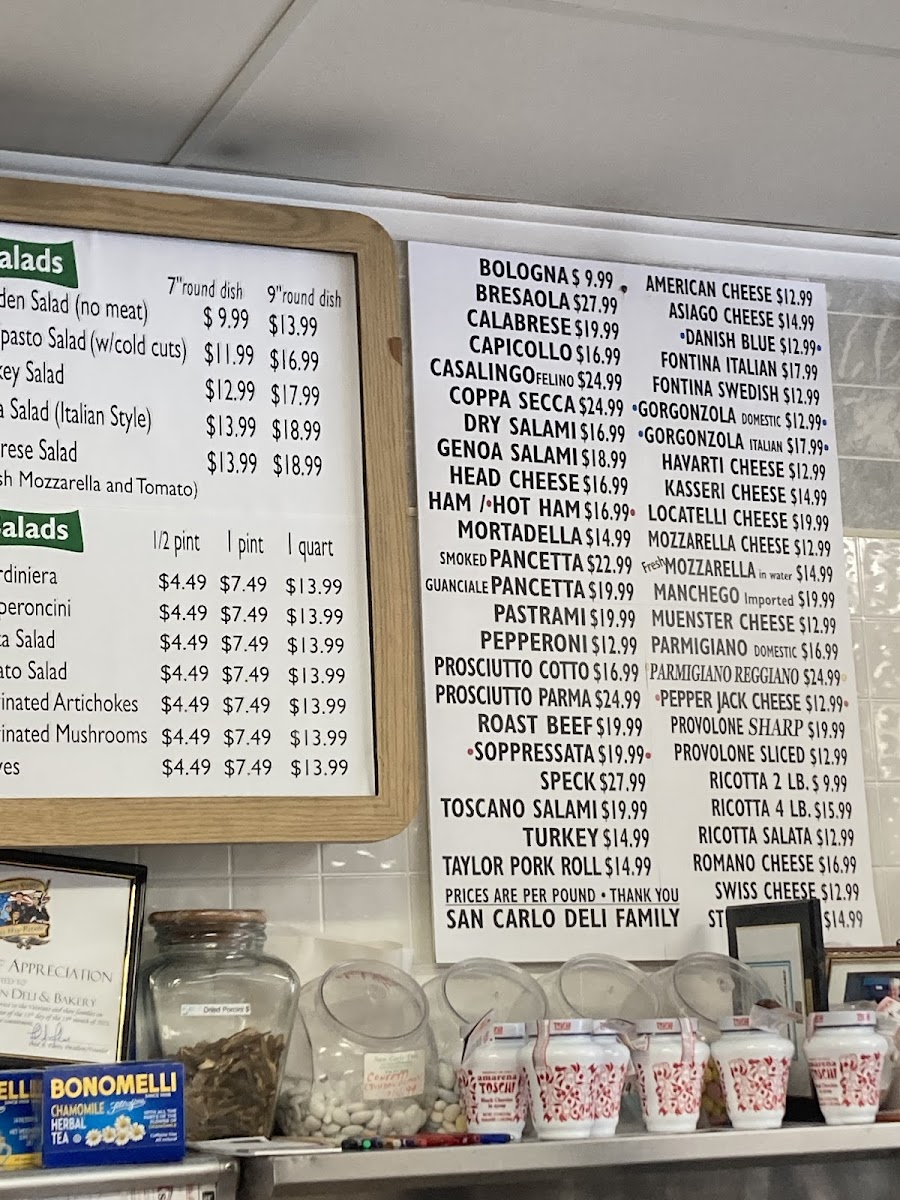 alads
7"round dish 9"round dish
den Salad (no meat) $ 9.99 $13.99
pasto Salad (w/cold cuts) $11.99 $16.99
key Salad $12.99 $17.99
a Salad (Italian Style) $13.99 $18.99
rese Salad $13.99 $18.99
sh Mozzarella and Tomato)
alads
1/2 pint 1 pint 1 quart
rdiniera $4.49 $7.49 $13.99
peroncini $4.49 $7.49 $13.99
ta Salad $4.49 $7.49 $13.99
ato Salad $4.49 $7.49 $13.99
inated Artichokes $4.49 $7.49 $13.99
inated Mushrooms $4.49 $7.49 $13.99
ves $4.49 $7.49 $13.99
BOLOGNA $ 9.99
BRESAOLA $27.99
CALABRESE $19.99
CAPICOLLO $16.99
CASALINGO FELINO $24.99
COPPA SECCA $24.99
DRY SALAMI $16.99
GENOA SALAMI $18.99
HEAD CHEESE $16.99
HAM /•HOT HAM $16.99•
MORTADELLA $14.99
SMOKED PANCETTA $22.99
GUANCIALE PANCETTA $19.99
PASTRAMI $19.99
PEPPERONI $12.99
PROSCIUTTO COTTO $16.99
PROSCIUTTO PARMA $24.99
ROAST BEEF $19.99
•SOPPRESSATA $19.99•
SPECK $27.99
TOSCANO SALAMI $19.99
TURKEY $14.99
TAYLOR PORK ROLL $14.99
PRICES ARE PER POUND • THANK YOU
SAN CARLO DELI FAMILY
AMERICAN CHEESE $12.99
ASIAGO CHEESE $14.99
•DANISH BLUE $12.99•
FONTINA ITALIAN $17.99
FONTINA SWEDISH $12.99
•GORGONZOLA DOMESTIC $12.99•
•GORGONZOLA ITALIAN $17.99•
HAVARTI CHEESE $12.99
KASSERI CHEESE $14.99
LOCATELLI CHEESE $19.99
MOZZARELLA CHEESE $12.99
Fresh MOZZARELLA in water $14.99
MANCHEGO Imported $19.99
MUENSTER CHEESE $12.99
PARMIGIANO DOMESTIC $16.99
PARMIGIANO REGGIANO $24.99
•PEPPER JACK CHEESE $12.99•
PROVOLONE SHARP $19.99
PROVOLONE SLICED $12.99
RICOTTA 2 LB. $ 9.99
RICOTTA 4 LB. $15.99
RICOTTA SALATA $12.99
ROMANO CHEESE $16.99
SWISS CHEESE $12.99
ST $14.99
APPRECIATION
N DELI & BAKERY
Dried Porcini $
ELL
BONOMELLI
CHAMOMILE
HERBAL
TEA
amarena
TOSCHI